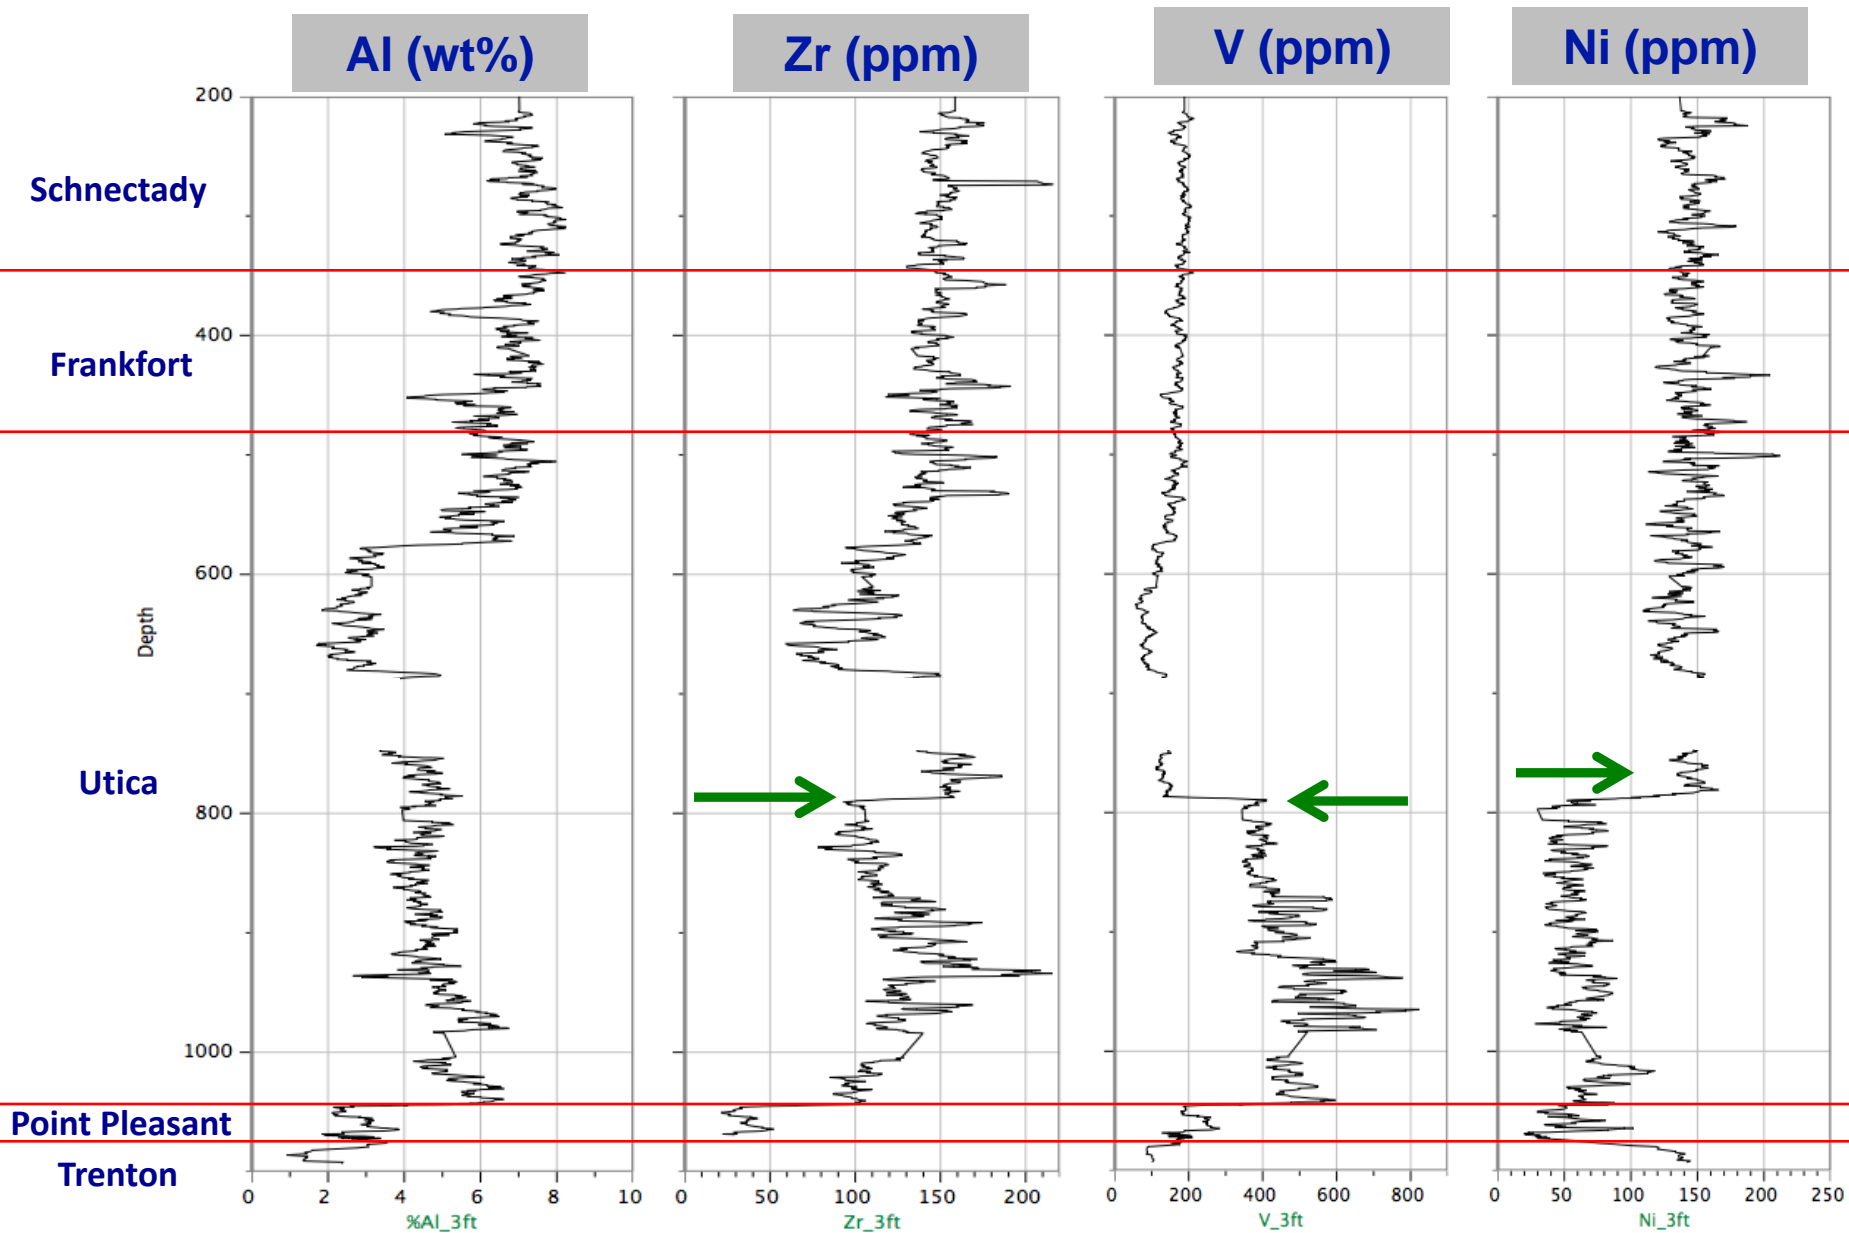 Al (wt%) Zr (ppm) V (ppm) Ni (ppm)
200
Schnectady
400
Frankfort
600
Depth
Utica
800
1000
Point Pleasant
Trenton
0 2 4 6 8 10 0 50 100 150 200 0 200 400 600 800 0 50 100 150 200 250
%Al_3ft Zr_3ft V_3ft Ni_3ft